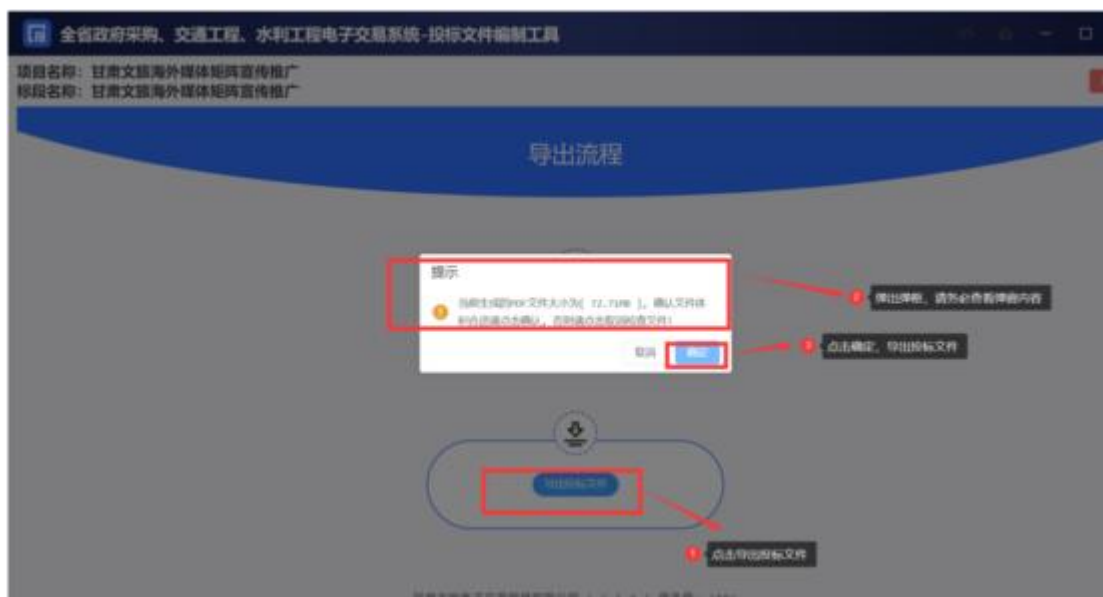 全省政府采购、交通工程、水利工程电子交易系统-投标文件编制工具
项目名称：甘肃文旅海外媒体矩阵宣传推广
标段名称：甘肃文旅海外媒体矩阵宣传推广
导出流程
提示
当前生成的PDF文件大小为[ 72.71MB ]，确认文件体
积合适请点击确认，否则请点击取消检查文件！
2 弹出弹框，请务必查看弹窗内容
取消 确定
3 点击确定，导出投标文件
导出投标文件
1 点击导出投标文件